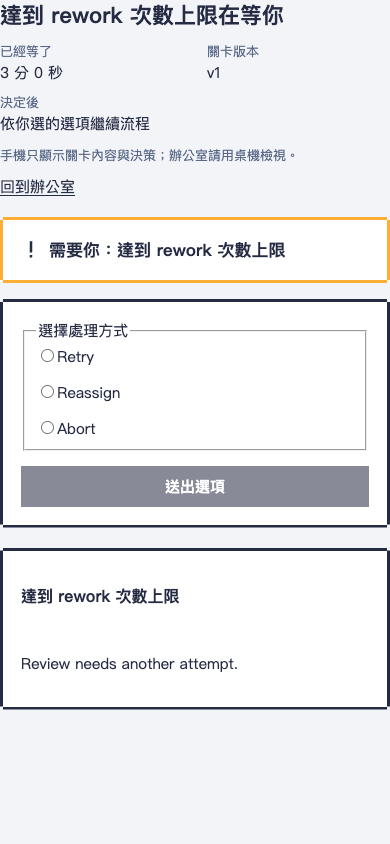 達到 rework 次數上限在等你
已經等了
關卡版本
3 分 0 秒
v1
決定後
依你選的選項繼續流程
手機只顯示關卡內容與決策；辦公室請用桌機檢視。
回到辦公室
! 需要你：達到 rework 次數上限
選擇處理方式
Retry
Reassign
Abort
送出選項
達到 rework 次數上限
Review needs another attempt.